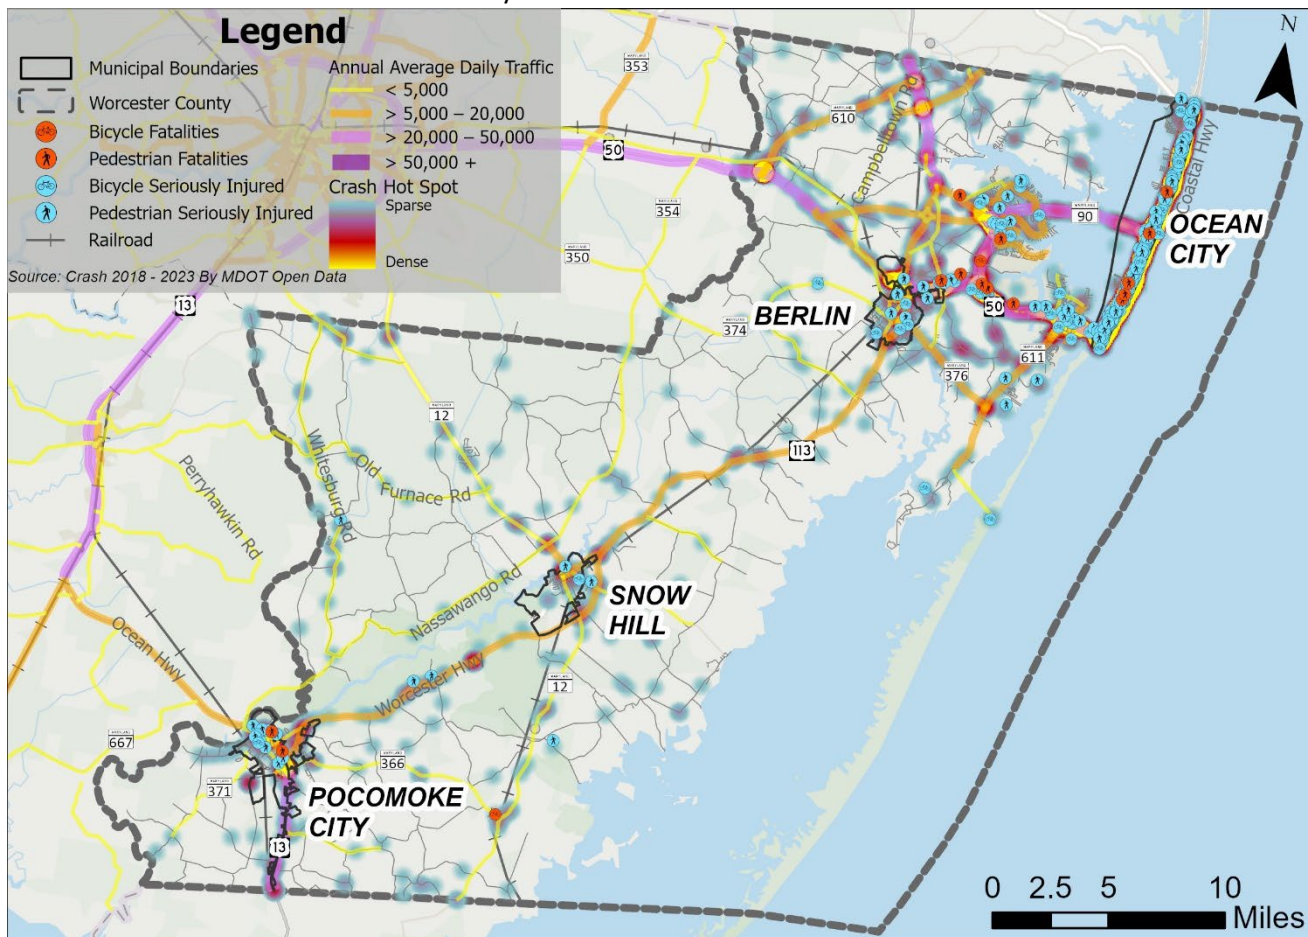 Legend
Municipal Boundaries
Worcester County
Bicycle Fatalities
Pedestrian Fatalities
Bicycle Seriously Injured
Pedestrian Seriously Injured
Railroad
Annual Average Daily Traffic
< 5,000
> 5,000 – 20,000
> 20,000 – 50,000
> 50,000 +
Crash Hot Spot
Sparse
Dense
Source: Crash 2018 - 2023 By MDOT Open Data
N
353
50
610
Campbelltown Rd
354
350
13
90
Coastal Hwy
OCEAN
CITY
BERLIN
50
374
611
376
12
113
Whitesburg Rd
Old
Furnace Rd
Perryhawkin Rd
Nassawango Rd
SNOW
HILL
Ocean Hwy
Worcester Hwy
12
667
366
371
POCOMOKE
CITY
13
0 2.5 5 10
Miles